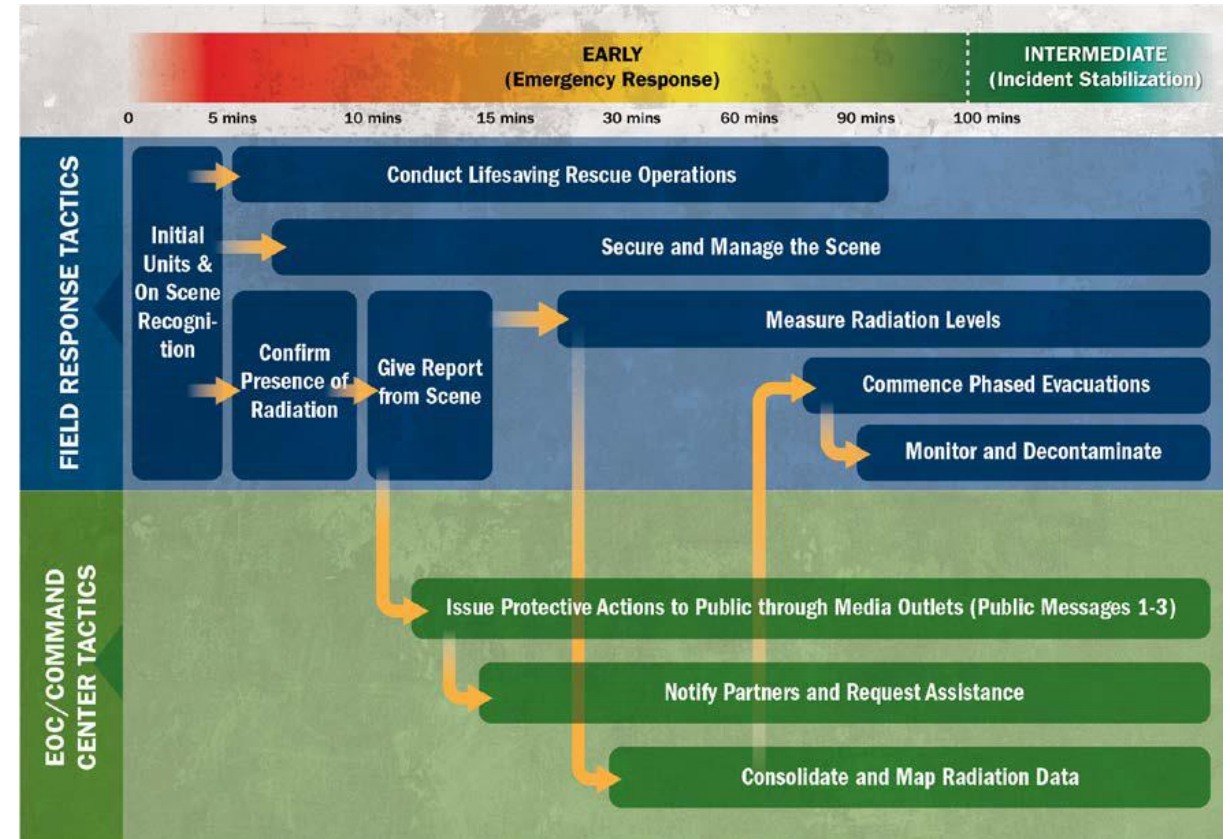 EARLY
(Emergency Response)
INTERMEDIATE
(Incident Stabilization)
0 5 mins 10 mins 15 mins 30 mins 60 mins 90 mins 100 mins
FIELD RESPONSE TACTICS
Initial
Units &
On Scene
Recogni-
tion
Conduct Lifesaving Rescue Operations
Secure and Manage the Scene
Confirm
Presence of
Radiation
Give Report
from Scene
Measure Radiation Levels
Commence Phased Evacuations
Monitor and Decontaminate
EOC/COMMAND
CENTER TACTICS
Issue Protective Actions to Public through Media Outlets (Public Messages 1-3)
Notify Partners and Request Assistance
Consolidate and Map Radiation Data